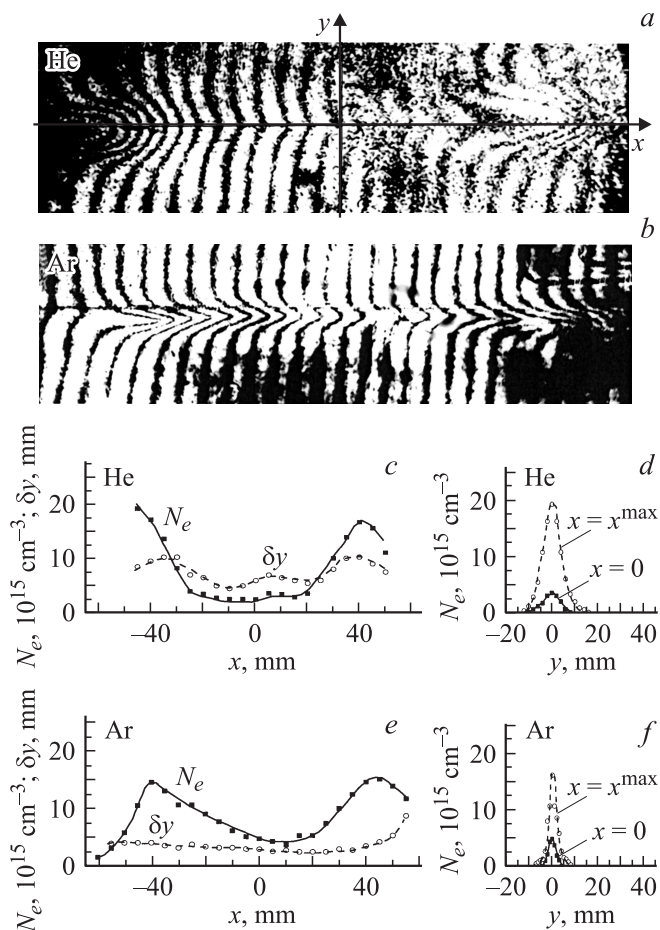 y
a
He
x
b
Ar
c
He
N_e
δy
20
10
0
−40
0
40
x, mm
N_e, 10^15 cm^−3; δy, mm
d
He
x = x^max
x = 0
20
10
0
−20
0
20
40
y, mm
N_e, 10^15 cm^−3
e
Ar
N_e
δy
20
10
0
−40
0
40
x, mm
N_e, 10^15 cm^−3; δy, mm
f
Ar
x = x^max
x = 0
20
10
0
−20
0
20
40
y, mm
N_e, 10^15 cm^−3